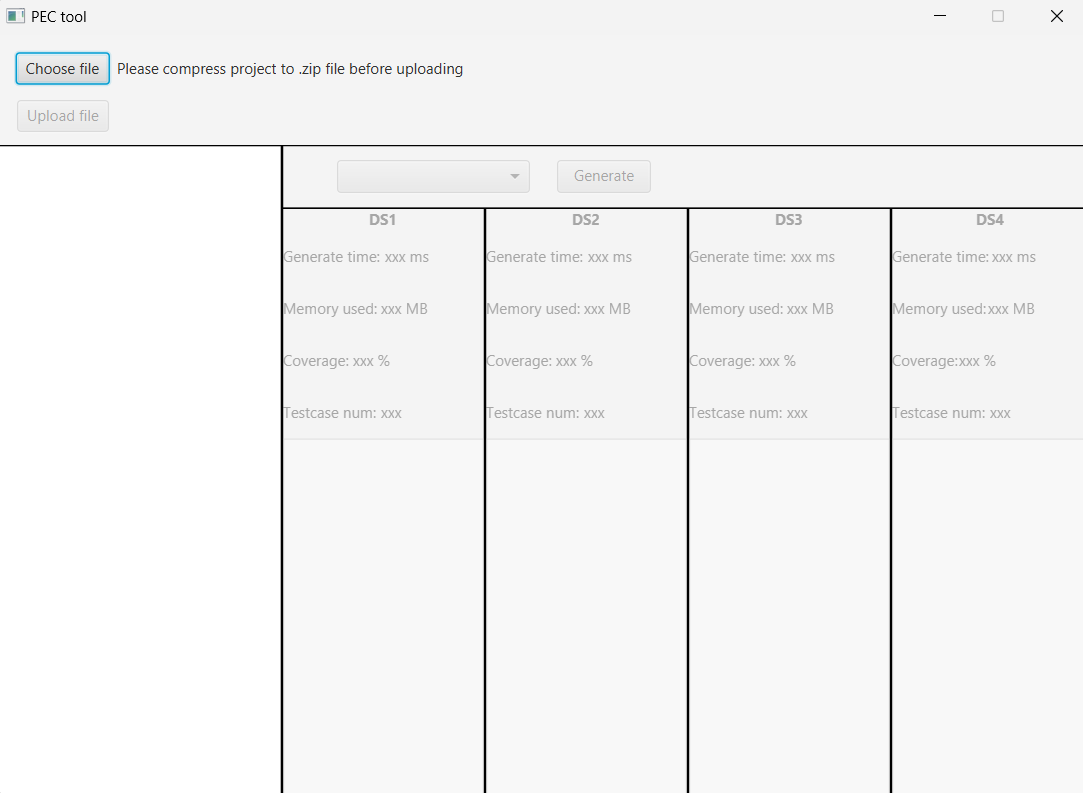 PEC tool
Choose file Please compress project to .zip file before uploading
Upload file
Generate
DS1 DS2 DS3 DS4
Generate time: xxx ms Generate time: xxx ms Generate time: xxx ms Generate time: xxx ms
Memory used: xxx MB Memory used: xxx MB Memory used: xxx MB Memory used:xxx MB
Coverage: xxx % Coverage: xxx % Coverage: xxx % Coverage:xxx %
Testcase num: xxx Testcase num: xxx Testcase num: xxx Testcase num: xxx